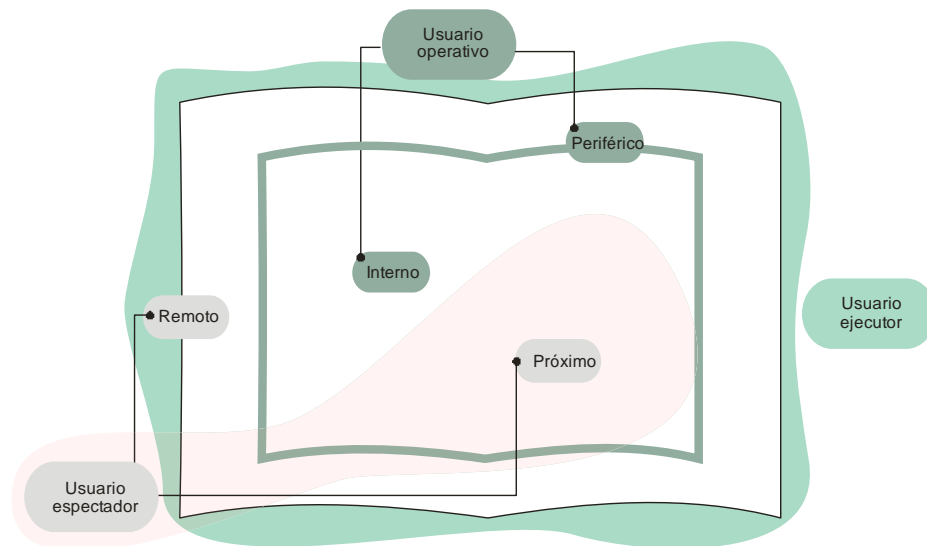 Usuario
operativo
Periférico
Interno
Remoto
Usuario
ejecutor
Próximo
Usuario
espectador